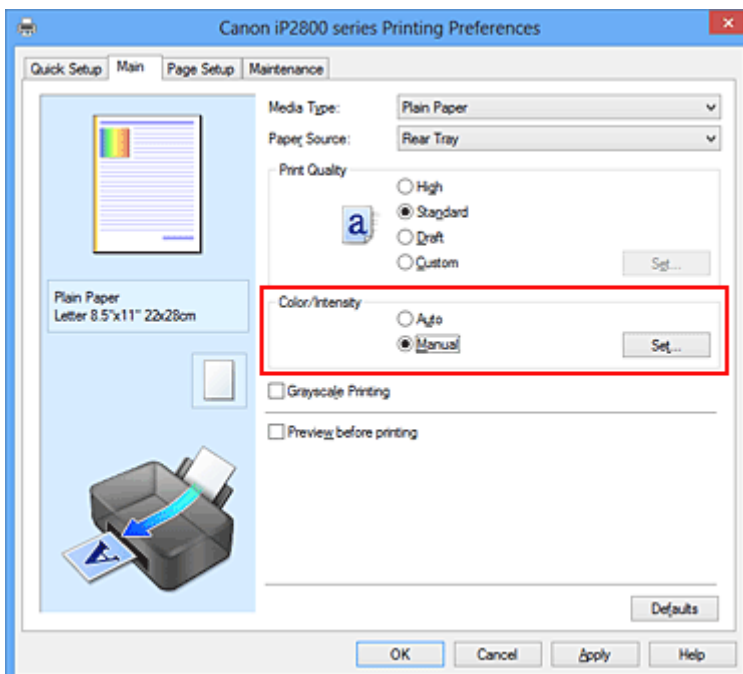 Canon iP2800 series Printing Preferences
Quick Setup Main Page Setup Maintenance
Media Type: Plain Paper
Paper Source: Rear Tray
Print Quality
High
a Standard
Draft
Custom Set...
Plain Paper
Letter 8.5"x11" 22x28cm
Color/Intensity
Auto
Manual Set...
Grayscale Printing
Preview before printing
A
Defaults
OK Cancel Apply Help